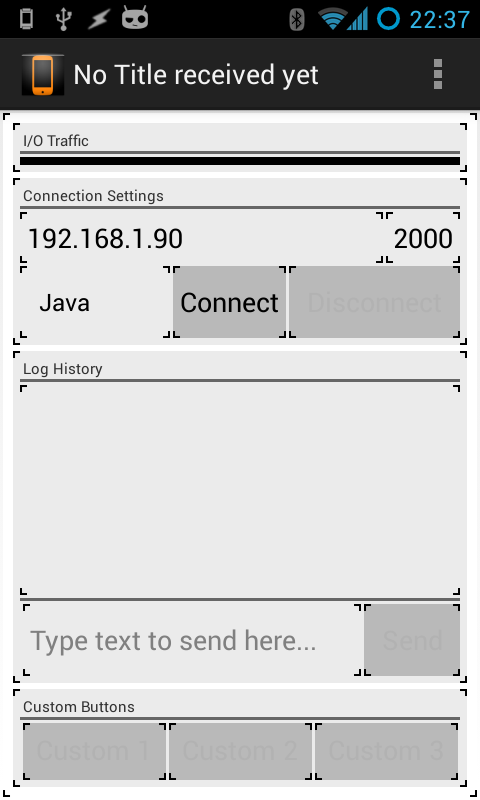 22:37
No Title received yet
I/O Traffic
Connection Settings
192.168.1.90 2000
Java Connect Disconnect
Log History
Type text to send here... Send
Custom Buttons
Custom 1 Custom 2 Custom 3